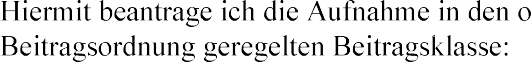 Hiermit beantrage ich die Aufnahme in den o
Beitragsordnung geregelten Beitragsklasse: